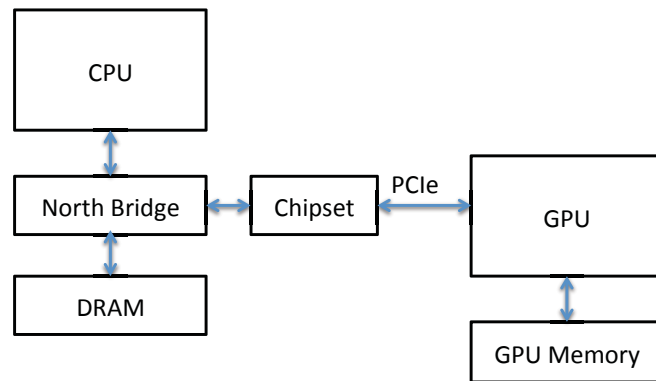 CPU
North Bridge
Chipset
PCIe
GPU
DRAM
GPU Memory